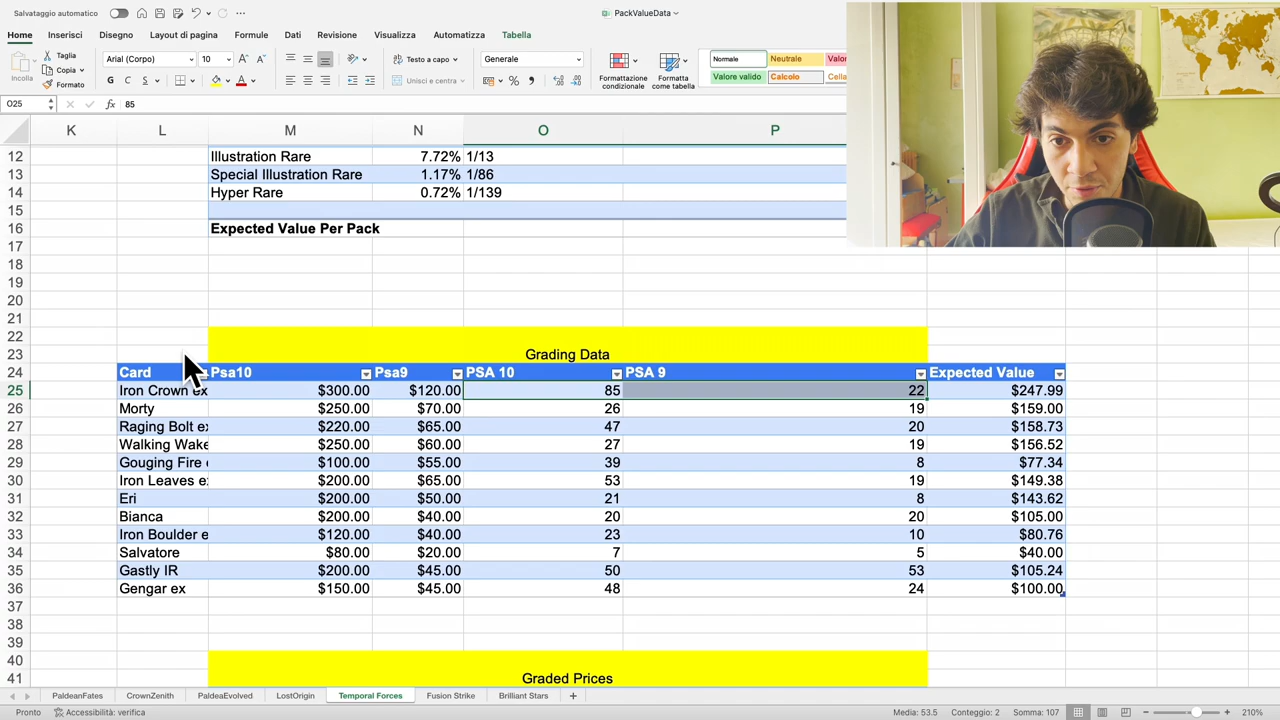 Salvataggio automatico
PackValueData
Home Inserisci Disegno Layout di pagina Formule Dati Revisione Visualizza Automatizza Tabella
Incolla
Taglia
Copia
Formato
Arial (Corpo) 10
G C S
Testo a capo
Unisci e centra
Generale
Formattazione condizionale
Formatta come tabella
Normale Neutrale
Valore valido Calcolo
O25 fx 85
K L M N O P
12 Illustration Rare 7.72% 1/13
13 Special Illustration Rare 1.17% 1/86
14 Hyper Rare 0.72% 1/139
15
16 Expected Value Per Pack
17
18
19
20
21
22
23 Grading Data
24 Card Psa10 Psa9 PSA 10 PSA 9 Expected Value
25 Iron Crown ex $300.00 $120.00 85 22 $247.99
26 Morty $250.00 $70.00 26 19 $159.00
27 Raging Bolt ex $220.00 $65.00 47 20 $158.73
28 Walking Wake $250.00 $60.00 27 19 $156.52
29 Gouging Fire $100.00 $55.00 39 8 $77.34
30 Iron Leaves ex $200.00 $65.00 53 19 $149.38
31 Eri $200.00 $50.00 21 8 $143.62
32 Bianca $200.00 $40.00 20 20 $105.00
33 Iron Boulder e $120.00 $40.00 23 10 $80.76
34 Salvatore $80.00 $20.00 7 5 $40.00
35 Gastly IR $200.00 $45.00 50 53 $105.24
36 Gengar ex $150.00 $45.00 48 24 $100.00
37
38
39
40
41 Graded Prices
PaldeanFates CrownZenith PaldeaEvolved LostOrigin Temporal Forces Fusion Strike Brilliant Stars +
Pronto Accessibilità: verifica Media: 53.5 Conteggio: 2 Somma: 107 210%